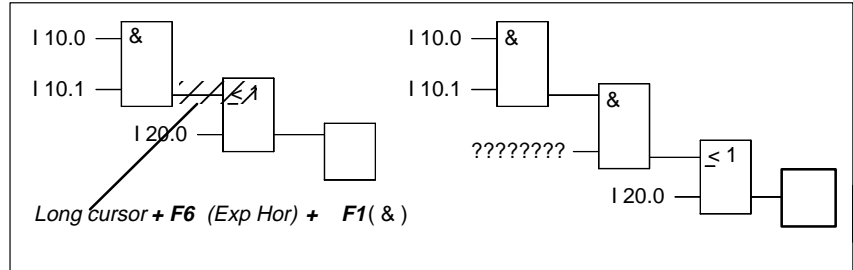 I 10.0
&
I 10.1
≤ 1
I 20.0
Long cursor + F6 (Exp Hor) + F1( & )
I 10.0
&
I 10.1
&
????????
≤ 1
I 20.0